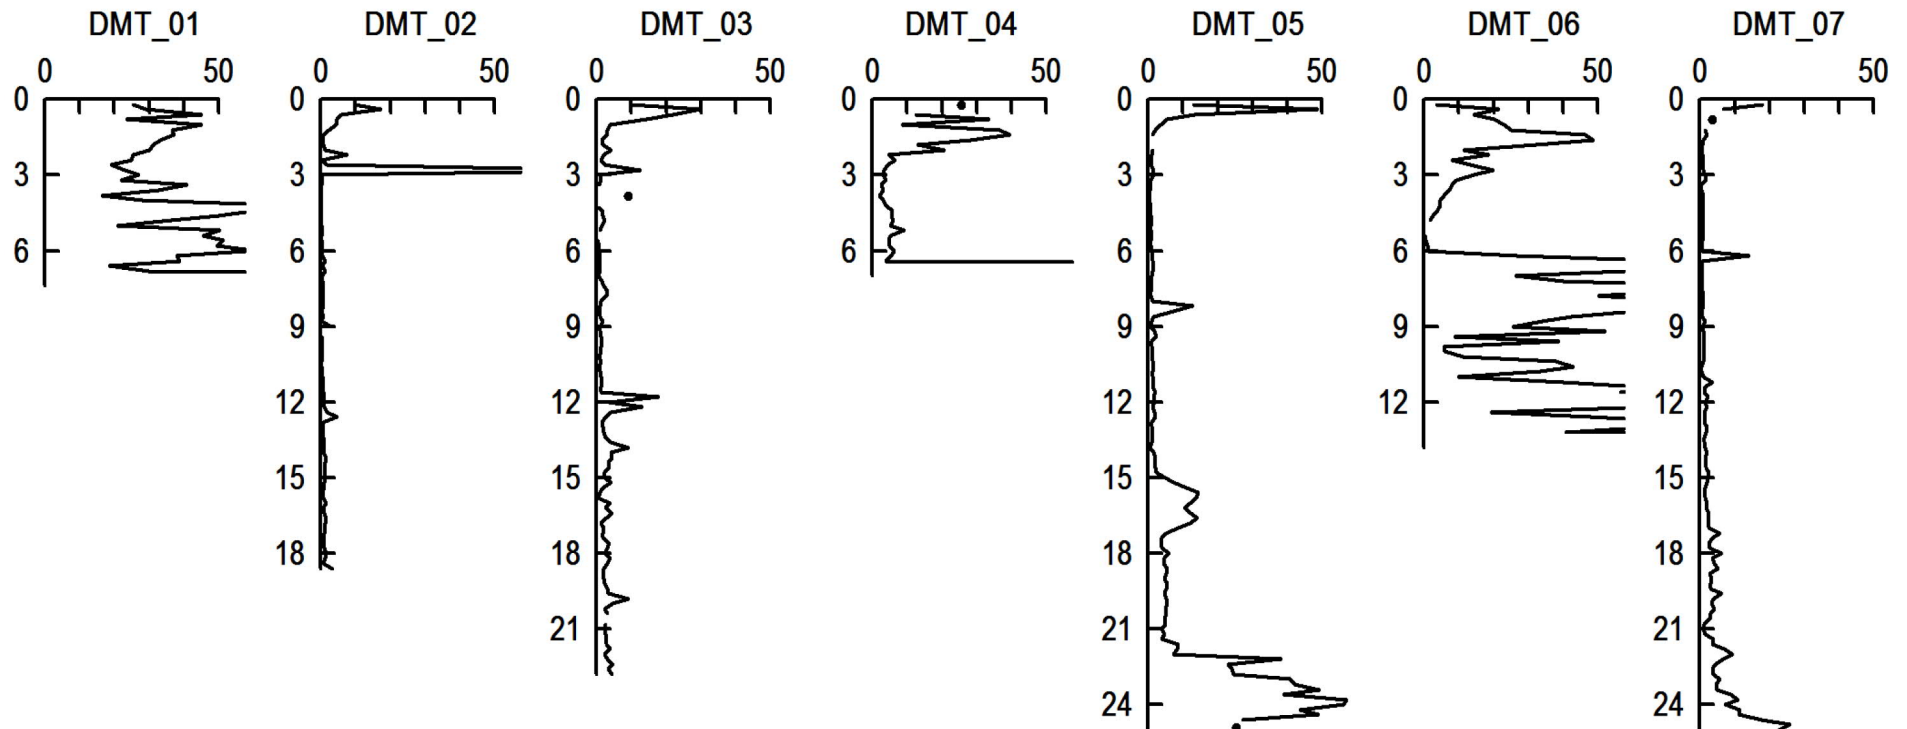 DMT_01 DMT_02 DMT_03 DMT_04 DMT_05 DMT_06 DMT_07
0 50 0 50 0 50 0 50 0 50 0 50 0 50
0 0 0 0 0 0 0
3 3 3 3 3 3 3
6 6 6 6 6 6 6
9 9 9 9 9
12 12 12 12 12
15 15 15 15
18 18 18 18
21 21 21
24 24